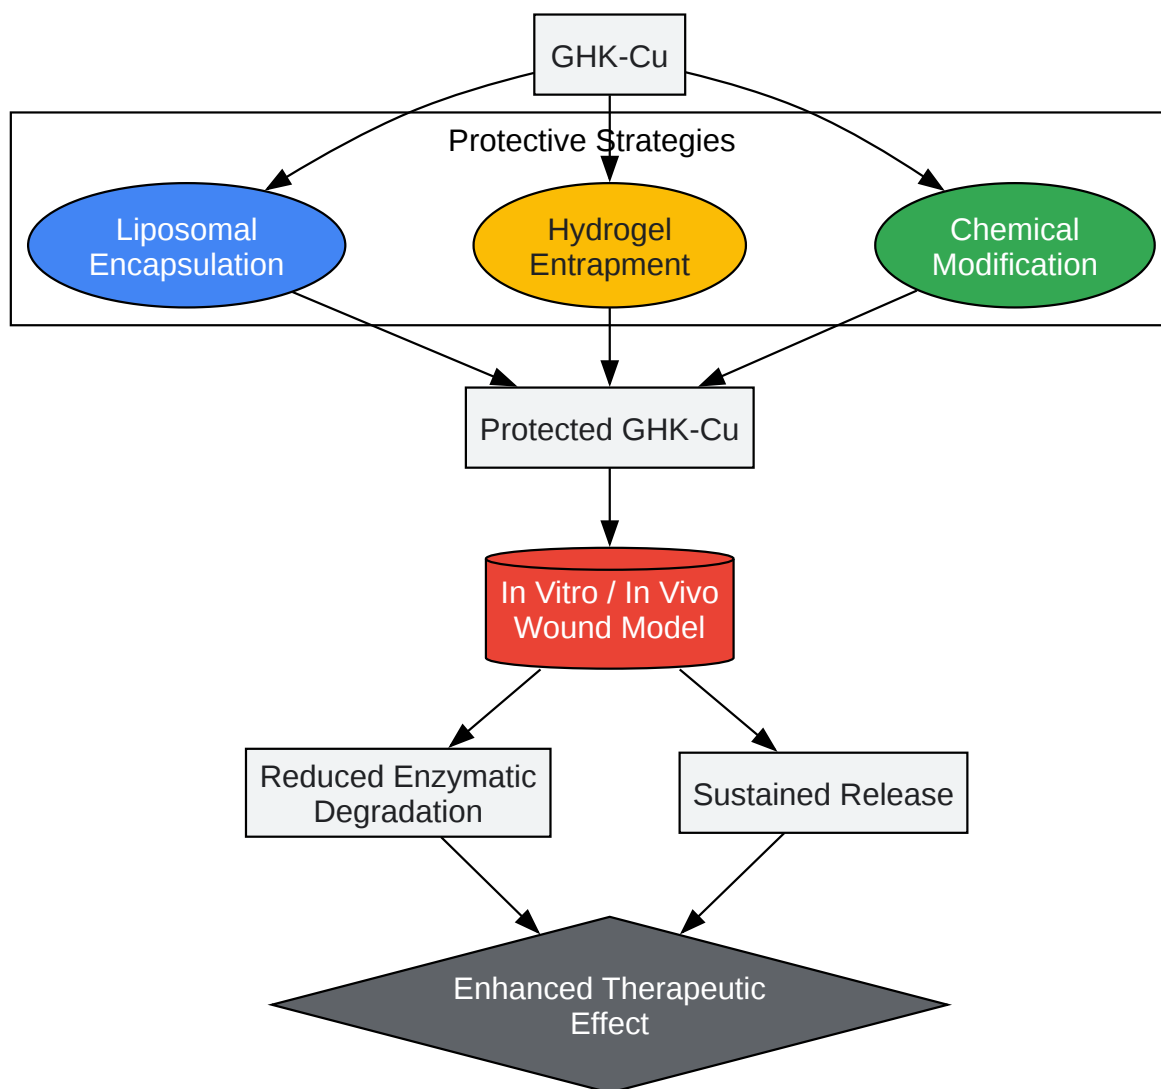 GHK-Cu
Protective Strategies
Liposomal
Encapsulation
Hydrogel
Entrapment
Chemical
Modification
Protected GHK-Cu
In Vitro / In Vivo
Wound Model
Reduced Enzymatic
Degradation
Sustained Release
Enhanced Therapeutic
Effect